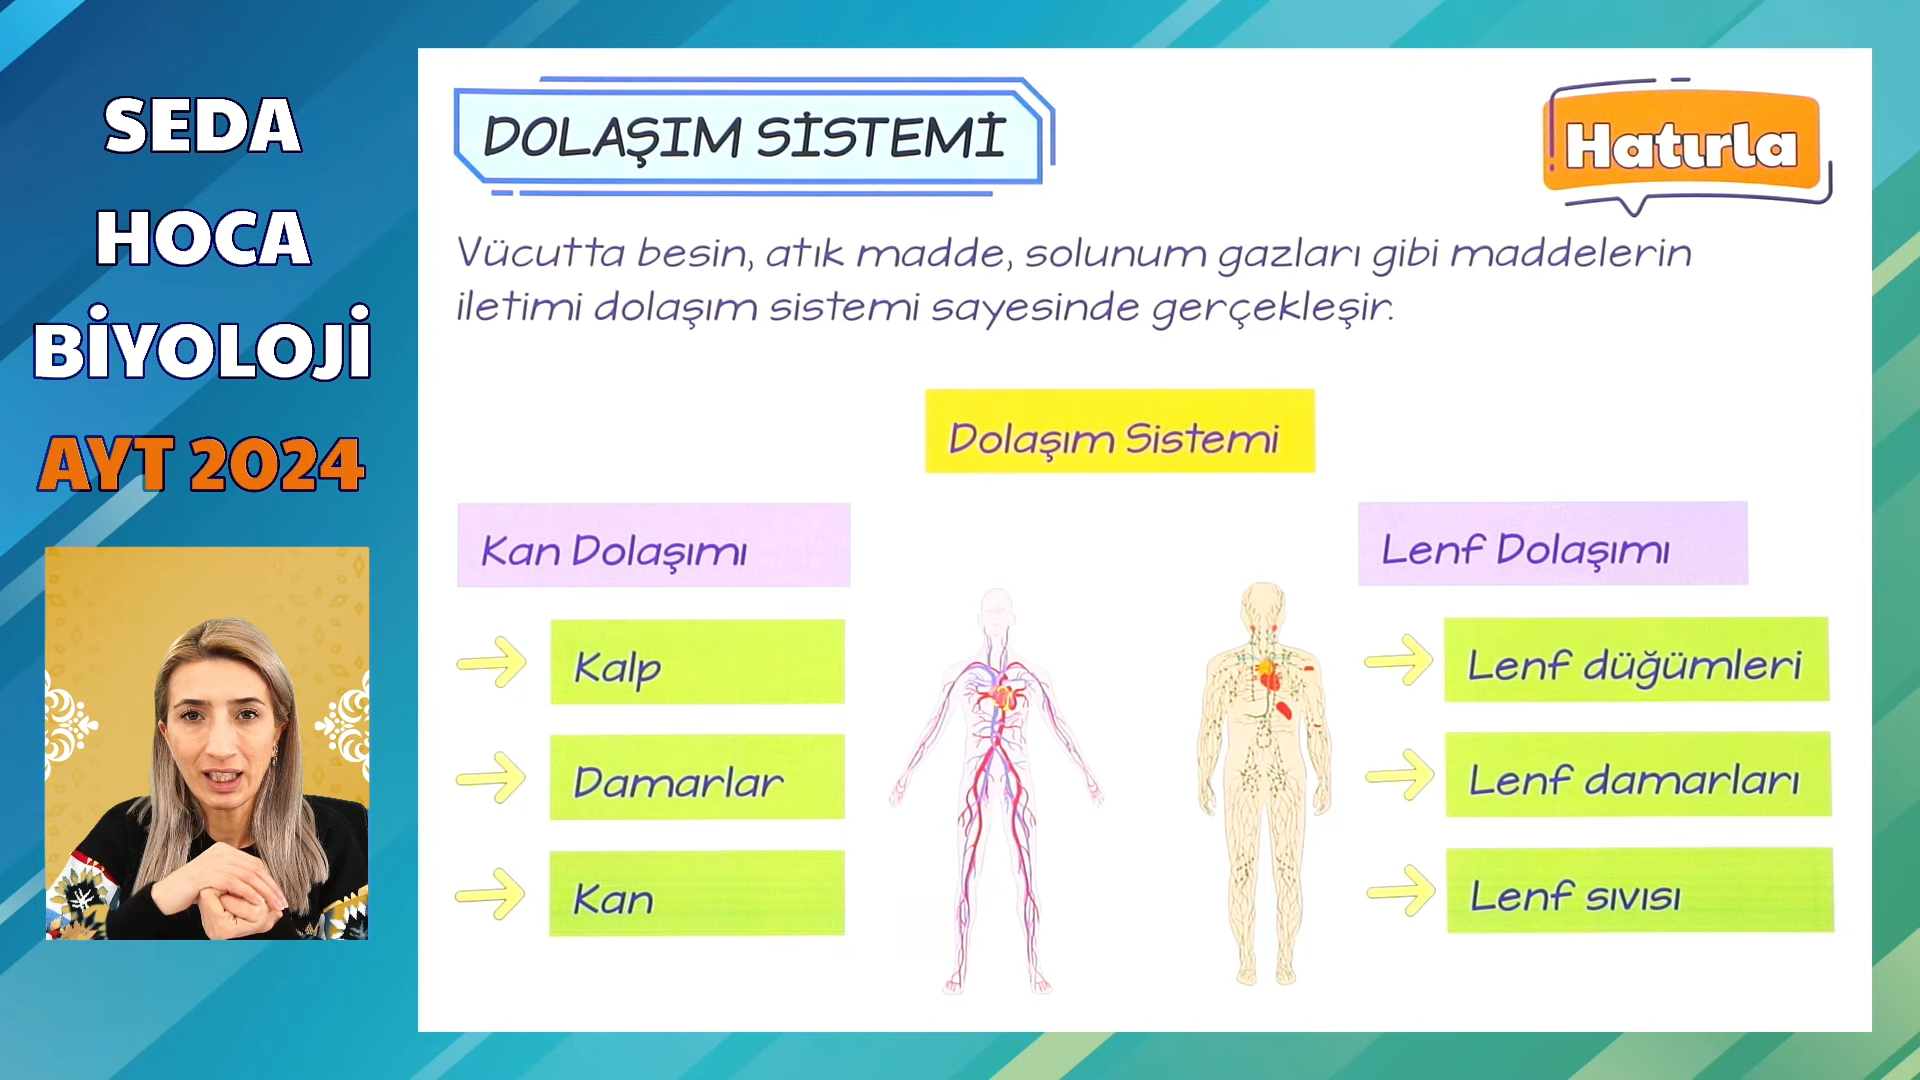 SEDA
HOCA
BİYOLOJİ
AYT 2024
DOLAŞIM SİSTEMİ
Hatırla
Vücutta besin, atık madde, solunum gazları gibi maddelerin
iletimi dolaşım sistemi sayesinde gerçekleşir.
Dolaşım Sistemi
Kan Dolaşımı
Kalp
Damarlar
Kan
Lenf Dolaşımı
Lenf düğümleri
Lenf damarları
Lenf sıvısı